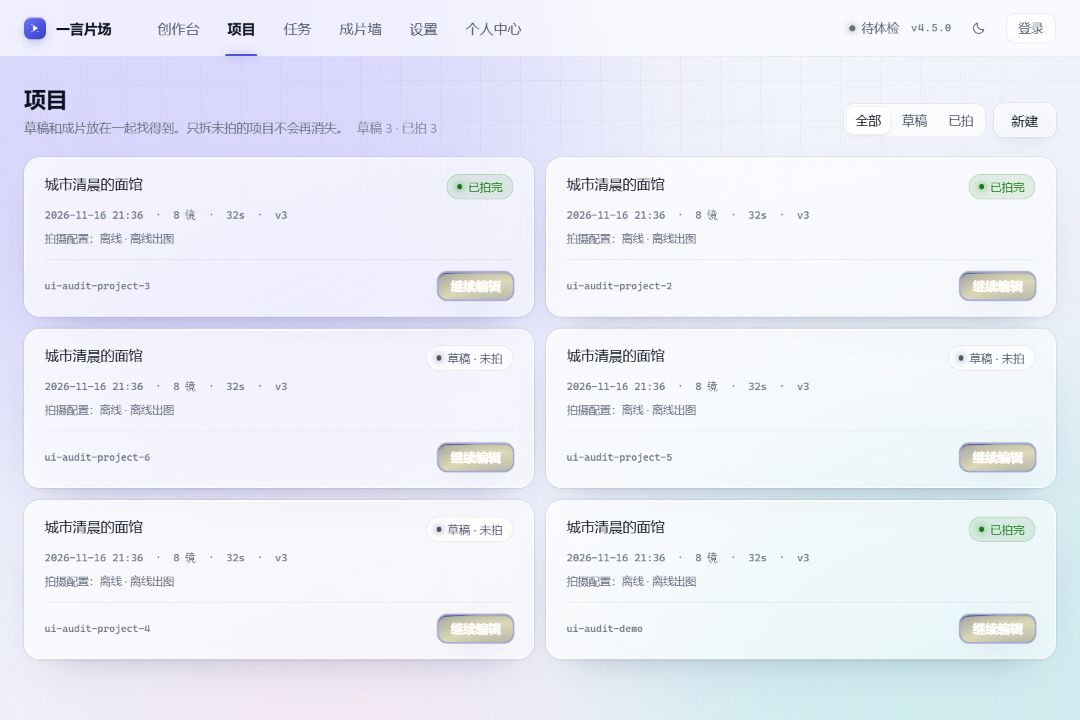 一言片场 创作台 项目 任务 成片墙 设置 个人中心 待体检 v4.5.0 登录
项目
草稿和成片放在一起找得到。只拆未拍的项目不会再消失。 草稿 3 · 已拍 3
全部 草稿 已拍 新建
城市清晨的面馆 已拍完
2026-11-16 21:36 · 8 镜 · 32s · v3
拍摄配置：离线 · 离线出图
ui-audit-project-3 继续编辑
城市清晨的面馆 已拍完
2026-11-16 21:36 · 8 镜 · 32s · v3
拍摄配置：离线 · 离线出图
ui-audit-project-2 继续编辑
城市清晨的面馆 草稿 · 未拍
2026-11-16 21:36 · 8 镜 · 32s · v3
拍摄配置：离线 · 离线出图
ui-audit-project-6 继续编辑
城市清晨的面馆 草稿 · 未拍
2026-11-16 21:36 · 8 镜 · 32s · v3
拍摄配置：离线 · 离线出图
ui-audit-project-5 继续编辑
城市清晨的面馆 草稿 · 未拍
2026-11-16 21:36 · 8 镜 · 32s · v3
拍摄配置：离线 · 离线出图
ui-audit-project-4 继续编辑
城市清晨的面馆 已拍完
2026-11-16 21:36 · 8 镜 · 32s · v3
拍摄配置：离线 · 离线出图
ui-audit-demo 继续编辑